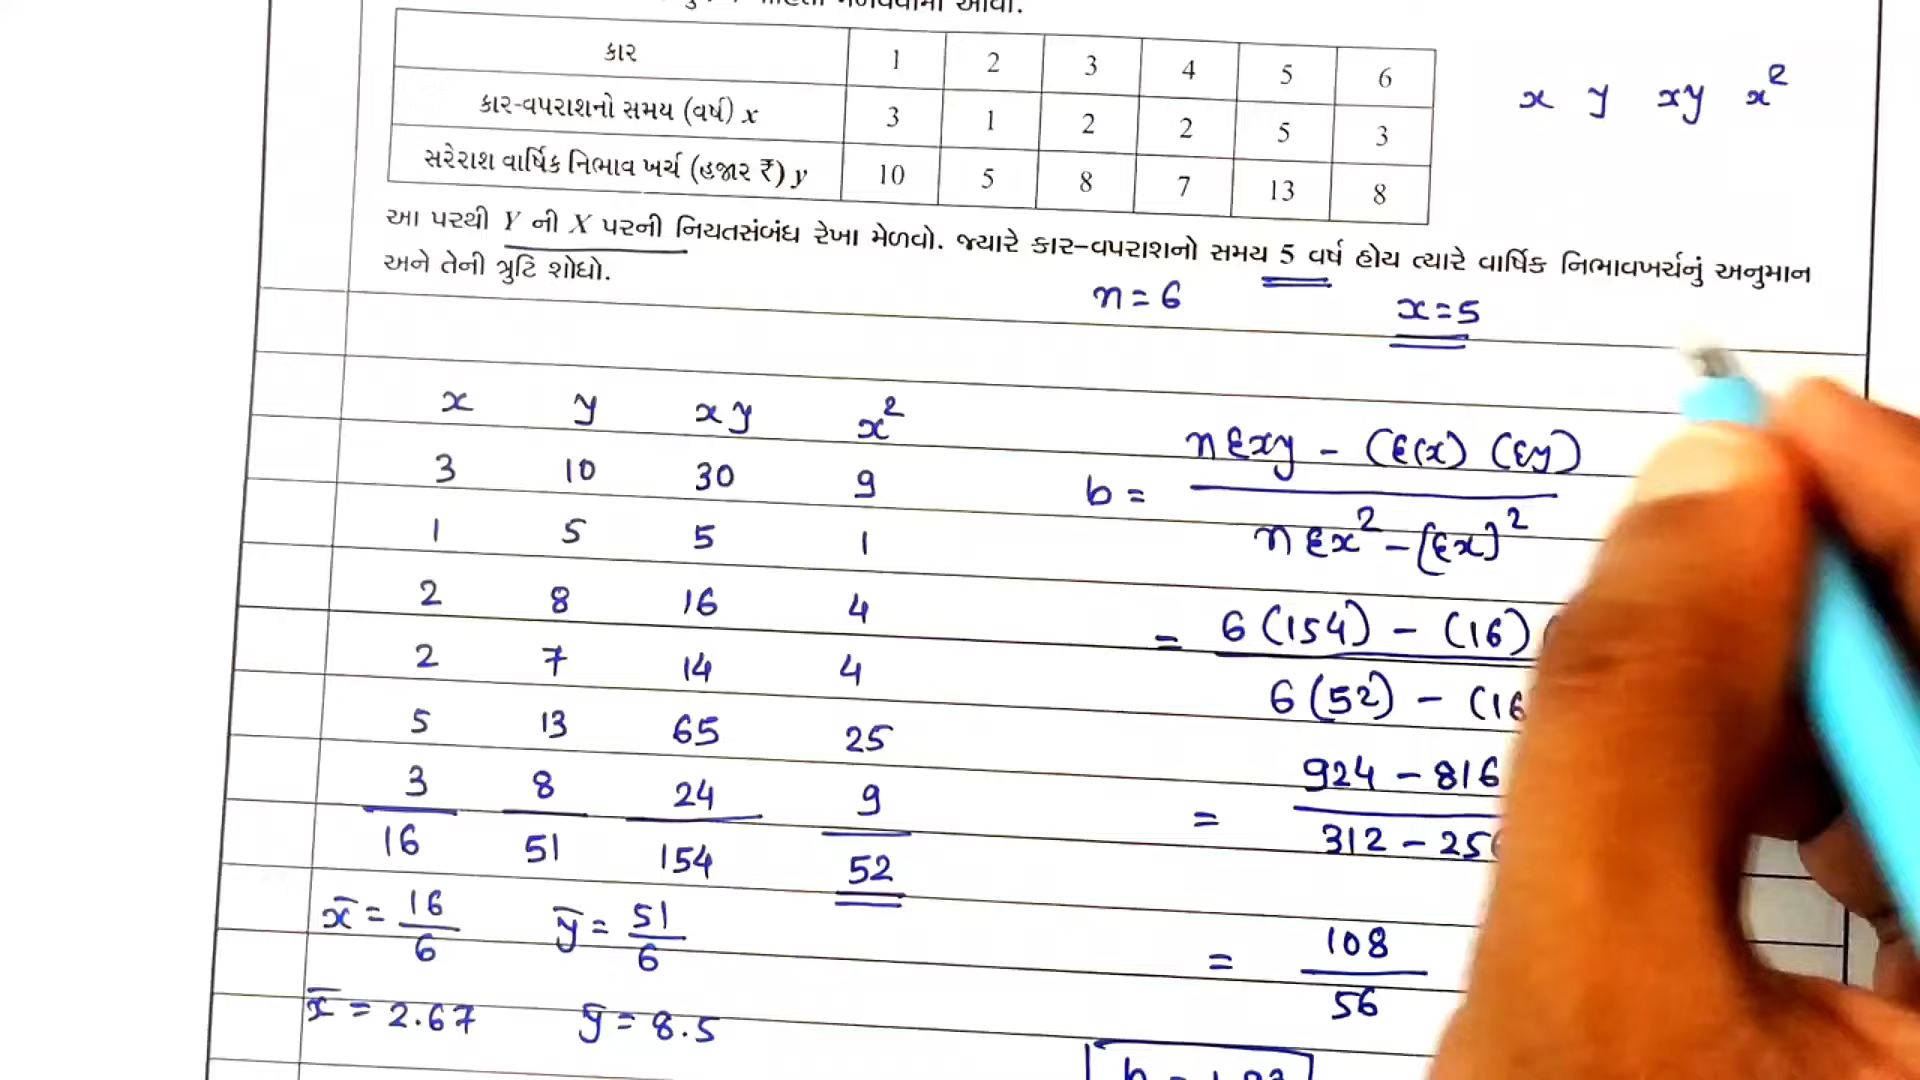 કાર 1 2 3 4 5 6
કાર-વપરાશનો સમય (વર્ષ) x 3 1 2 2 5 3
સરેરાશ વાર્ષિક નિભાવ ખર્ચ (હજાર ₹) y 10 5 8 7 13 8
x y xy x²
આ પરથી Y ની X પરની નિયતસંબંધ રેખા મેળવો. જ્યારે કાર-વપરાશનો સમય 5 વર્ષ હોય ત્યારે વાર્ષિક નિભાવખર્ચનું અનુમાન
અને તેની ત્રુટિ શોધો.
n = 6
x = 5
x y xy x²
3 10 30 9
1 5 5 1
2 8 16 4
2 7 14 4
5 13 65 25
3 8 24 9
16 51 154 52
x̄ = 16/6 ȳ = 51/6
x̄ = 2.67 ȳ = 8.5
b =
nΣxy - (Σ(x) (Σy)
nΣx² - [Σx]²
= 6 (154) - (16)
6 (52) - (16
= 924 - 816
312 - 25
= 108
56